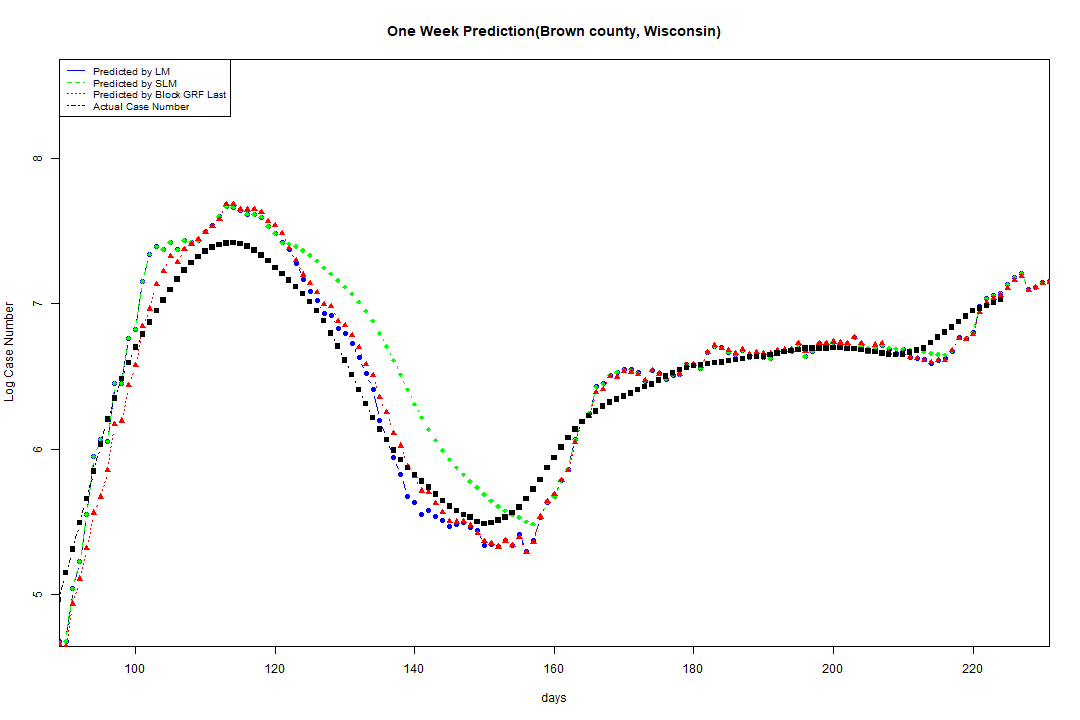 One Week Prediction(Brown county, Wisconsin)
Predicted by LM
Predicted by SLM
Predicted by Block GRF Last
Actual Case Number
8
7
6
5
Log Case Number
100 120 140 160 180 200 220
days